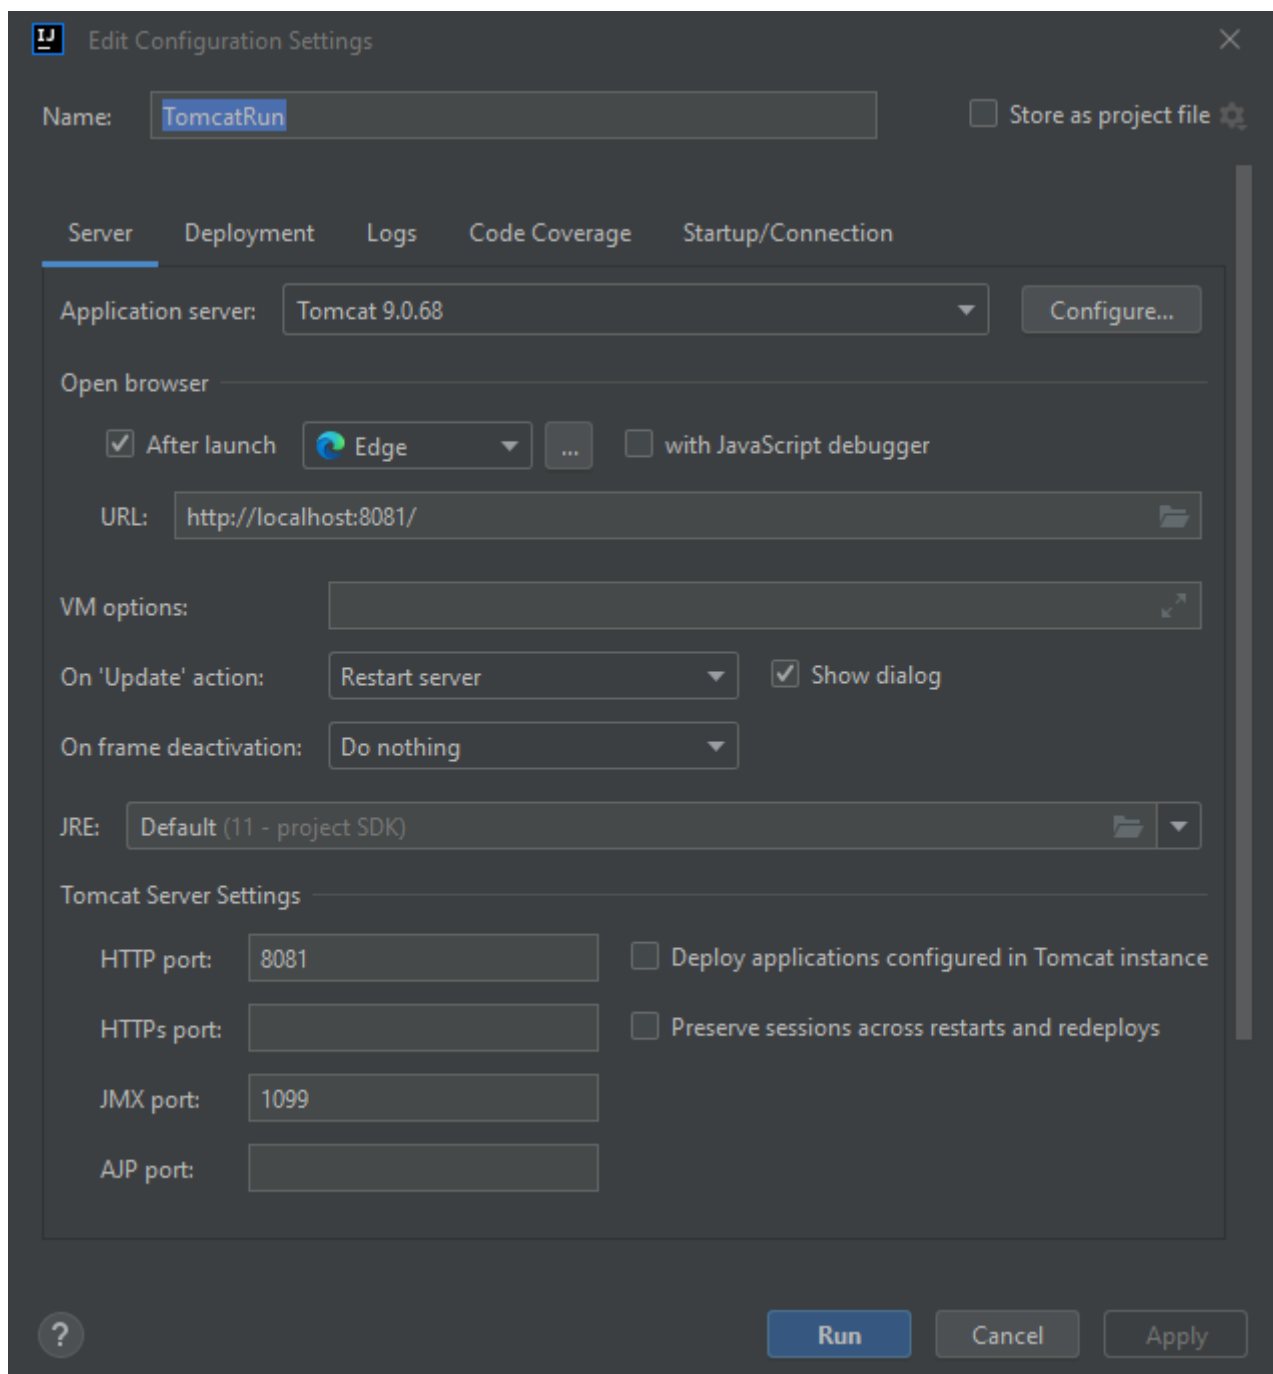 IJ Edit Configuration Settings
Name: TomcatRun Store as project file
Server Deployment Logs Code Coverage Startup/Connection
Application server: Tomcat 9.0.68 Configure...
Open browser
After launch Edge ... with JavaScript debugger
URL: http://localhost:8081/
VM options:
On 'Update' action: Restart server Show dialog
On frame deactivation: Do nothing
JRE: Default (11 - project SDK)
Tomcat Server Settings
HTTP port: 8081 Deploy applications configured in Tomcat instance
HTTPs port: Preserve sessions across restarts and redeploys
JMX port: 1099
AJP port:
? Run Cancel Apply